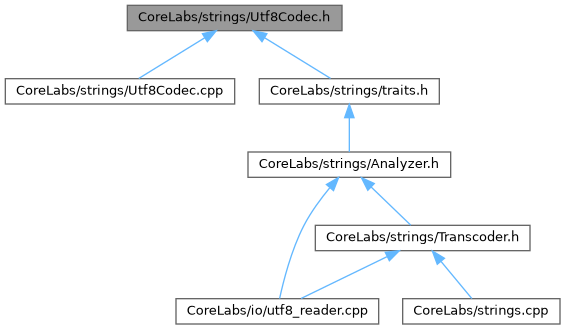 CoreLabs/strings/Utf8Codec.h
CoreLabs/strings/Utf8Codec.cpp
CoreLabs/strings/traits.h
CoreLabs/strings/Analyzer.h
CoreLabs/strings/Transcoder.h
CoreLabs/io/utf8_reader.cpp
CoreLabs/strings.cpp